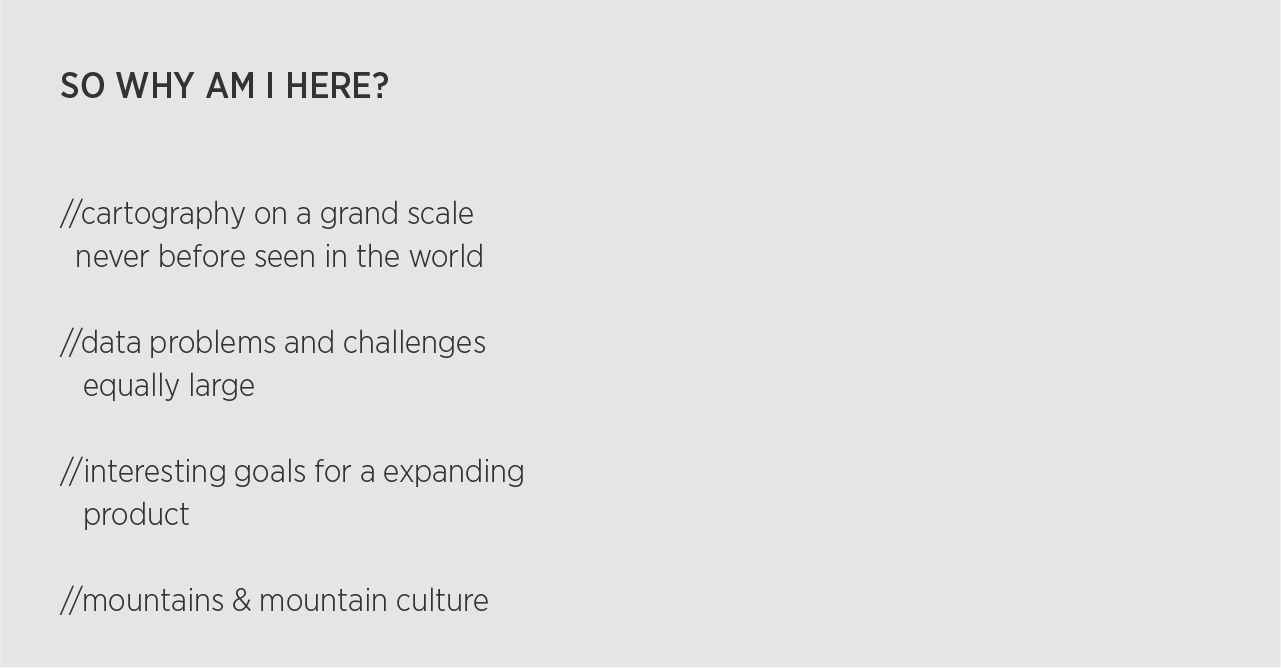 SO WHY AM I HERE?
//cartography on a grand scale
never before seen in the world
//data problems and challenges
equally large
//interesting goals for a expanding
product
//mountains & mountain culture